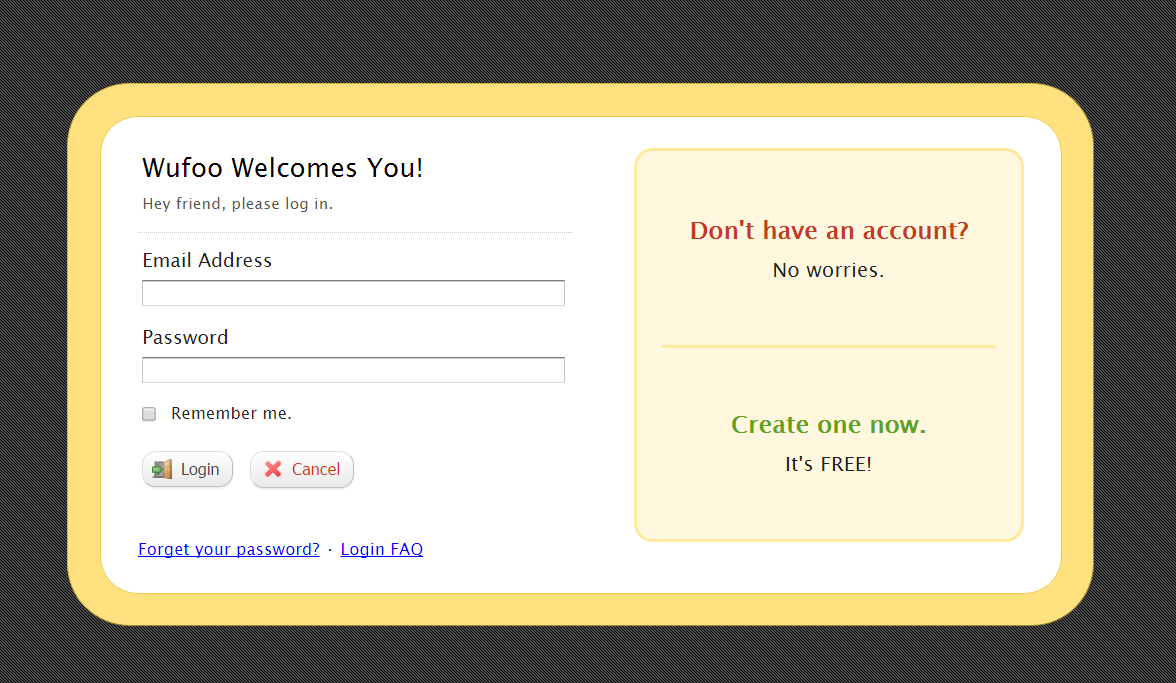 Wufoo Welcomes You!
Hey friend, please log in.
Email Address
Password
Remember me.
Login Cancel
Forget your password? · Login FAQ
Don't have an account?
No worries.
Create one now.
It's FREE!